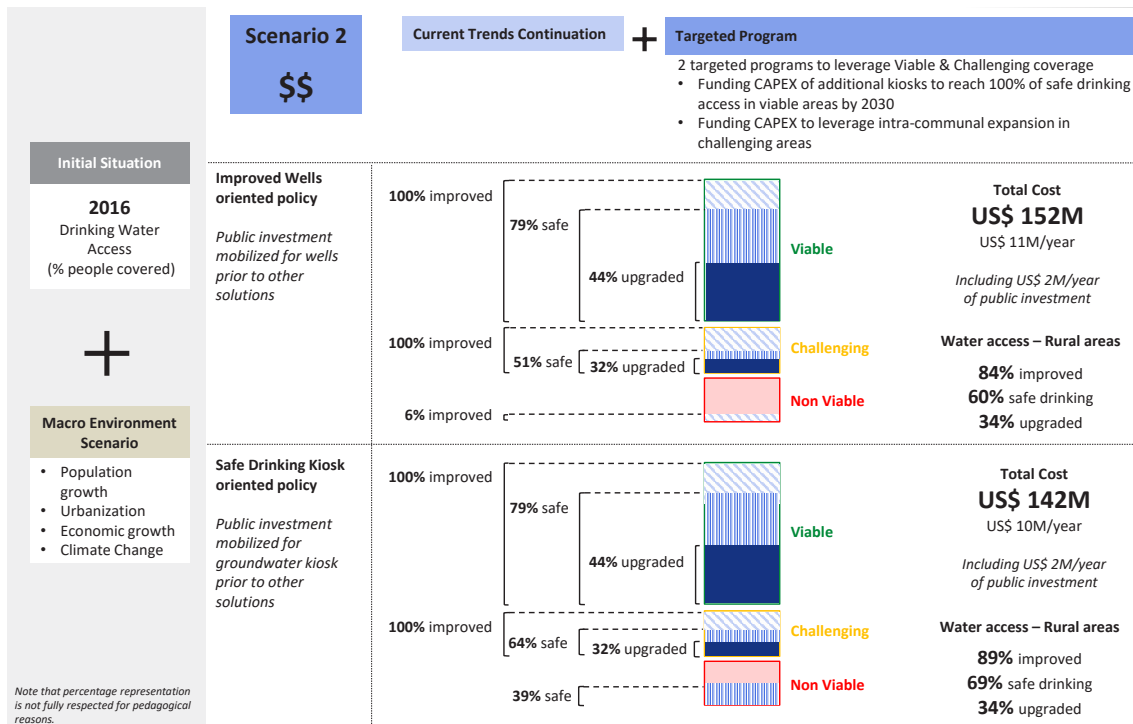 Scenario 2
$$
Current Trends Continuation
+
Targeted Program
2 targeted programs to leverage Viable & Challenging coverage
• Funding CAPEX of additional kiosks to reach 100% of safe drinking
access in viable areas by 2030
• Funding CAPEX to leverage intra-communal expansion in
challenging areas
Initial Situation
2016
Drinking Water
Access
(% people covered)
+
Macro Environment
Scenario
• Population
growth
• Urbanization
• Economic growth
• Climate Change
Note that percentage representation
is not fully respected for pedagogical
reasons.
Improved Wells
oriented policy
Public investment
mobilized for wells
prior to other
solutions
100% improved
79% safe
44% upgraded
Viable
100% improved
51% safe
32% upgraded
Challenging
6% improved
Non Viable
Total Cost
US$ 152M
US$ 11M/year
Including US$ 2M/year
of public investment
Water access – Rural areas
84% improved
60% safe drinking
34% upgraded
Safe Drinking Kiosk
oriented policy
Public investment
mobilized for
groundwater kiosk
prior to other
solutions
100% improved
79% safe
44% upgraded
Viable
100% improved
64% safe
32% upgraded
Challenging
39% safe
Non Viable
Total Cost
US$ 142M
US$ 10M/year
Including US$ 2M/year
of public investment
Water access – Rural areas
89% improved
69% safe drinking
34% upgraded